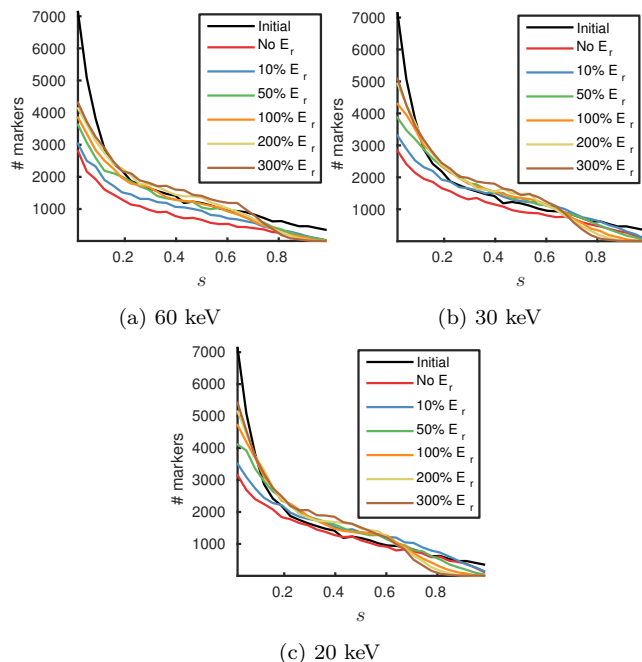 7000
6000
5000
4000
3000
2000
1000
# markers
0.2 0.4 0.6 0.8
s
Initial
No E r
10% E r
50% E r
100% E r
200% E r
300% E r
(a) 60 keV
7000
6000
5000
4000
3000
2000
1000
# markers
0.2 0.4 0.6 0.8
s
Initial
No E r
10% E r
50% E r
100% E r
200% E r
300% E r
(b) 30 keV
7000
6000
5000
4000
3000
2000
1000
# markers
0.2 0.4 0.6 0.8
s
Initial
No E r
10% E r
50% E r
100% E r
200% E r
300% E r
(c) 20 keV